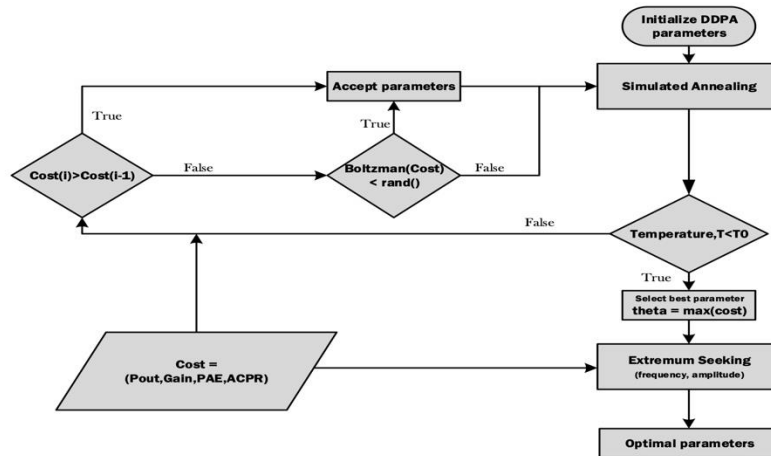 Initialize DDPA
parameters
Accept parameters
Simulated Annealing
True
True
Cost(i)>Cost(i-1)
False
Boltzman(Cost)
< rand()
False
False
Temperature,T<T0
True
Select best parameter
theta = max(cost)
Cost =
(Pout,Gain,PAE,ACPR)
Extremum Seeking
(frequency, amplitude)
Optimal parameters